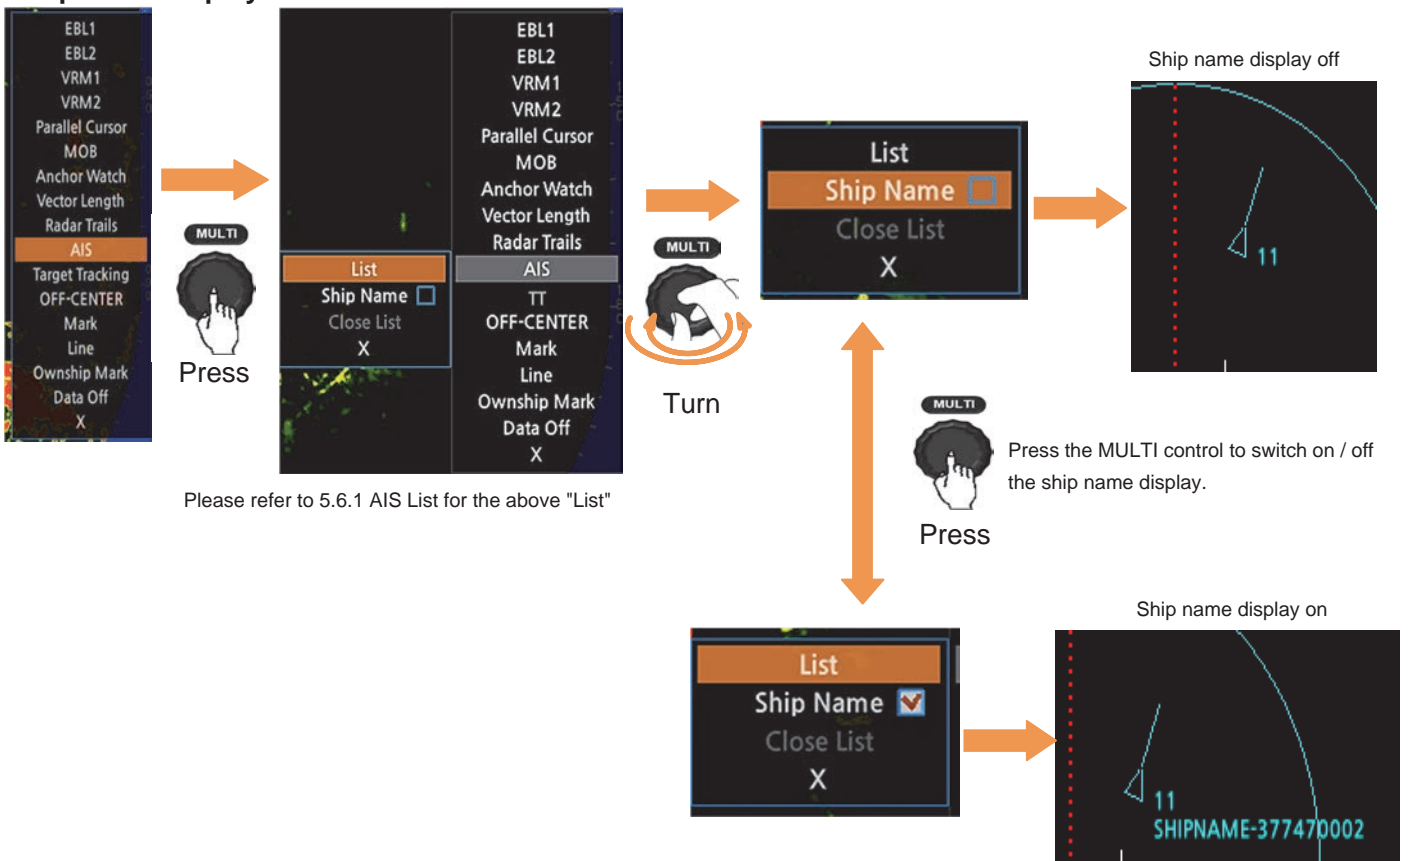 EBL1
EBL2
VRM1
VRM2
Parallel Cursor
MOB
Anchor Watch
Vector Length
Radar Trails
AIS
Target Tracking
OFF-CENTER
Mark
Line
Ownship Mark
Data Off
X
MULTI
Press
List
Ship Name
Close List
X
EBL1
EBL2
VRM1
VRM2
Parallel Cursor
MOB
Anchor Watch
Vector Length
Radar Trails
AIS
TT
OFF-CENTER
Mark
Line
Ownship Mark
Data Off
X
Please refer to 5.6.1 AIS List for the above "List"
MULTI
Turn
List
Ship Name
Close List
X
Ship name display off
11
MULTI
Press
Press the MULTI control to switch on / off
the ship name display.
List
Ship Name
Close List
X
Ship name display on
11
SHIPNAME-377470002